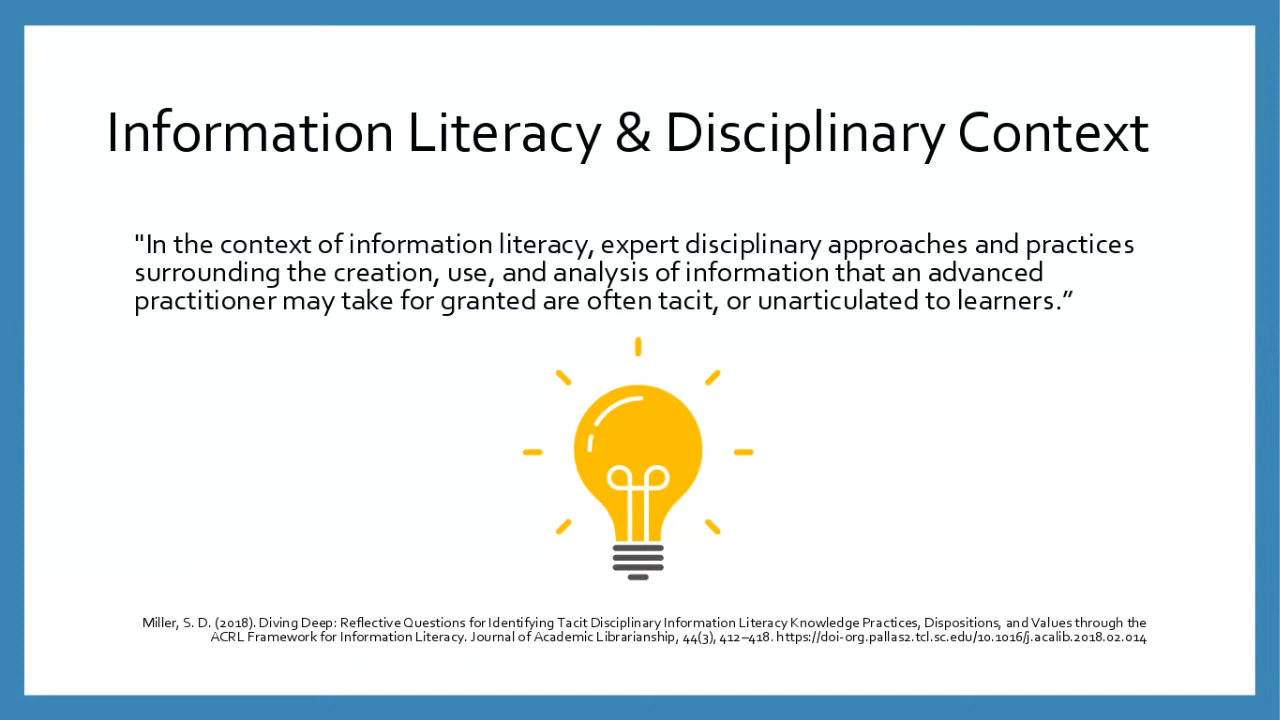 Information Literacy & Disciplinary Context
"In the context of information literacy, expert disciplinary approaches and practices
surrounding the creation, use, and analysis of information that an advanced
practitioner may take for granted are often tacit, or unarticulated to learners.”
Miller, S. D. (2018). Diving Deep: Reflective Questions for Identifying Tacit Disciplinary Information Literacy Knowledge Practices, Dispositions, and Values through the
ACRL Framework for Information Literacy. Journal of Academic Librarianship, 44(3), 412–418. https://doi-org.pallas2.tcl.sc.edu/10.1016/j.acalib.2018.02.014